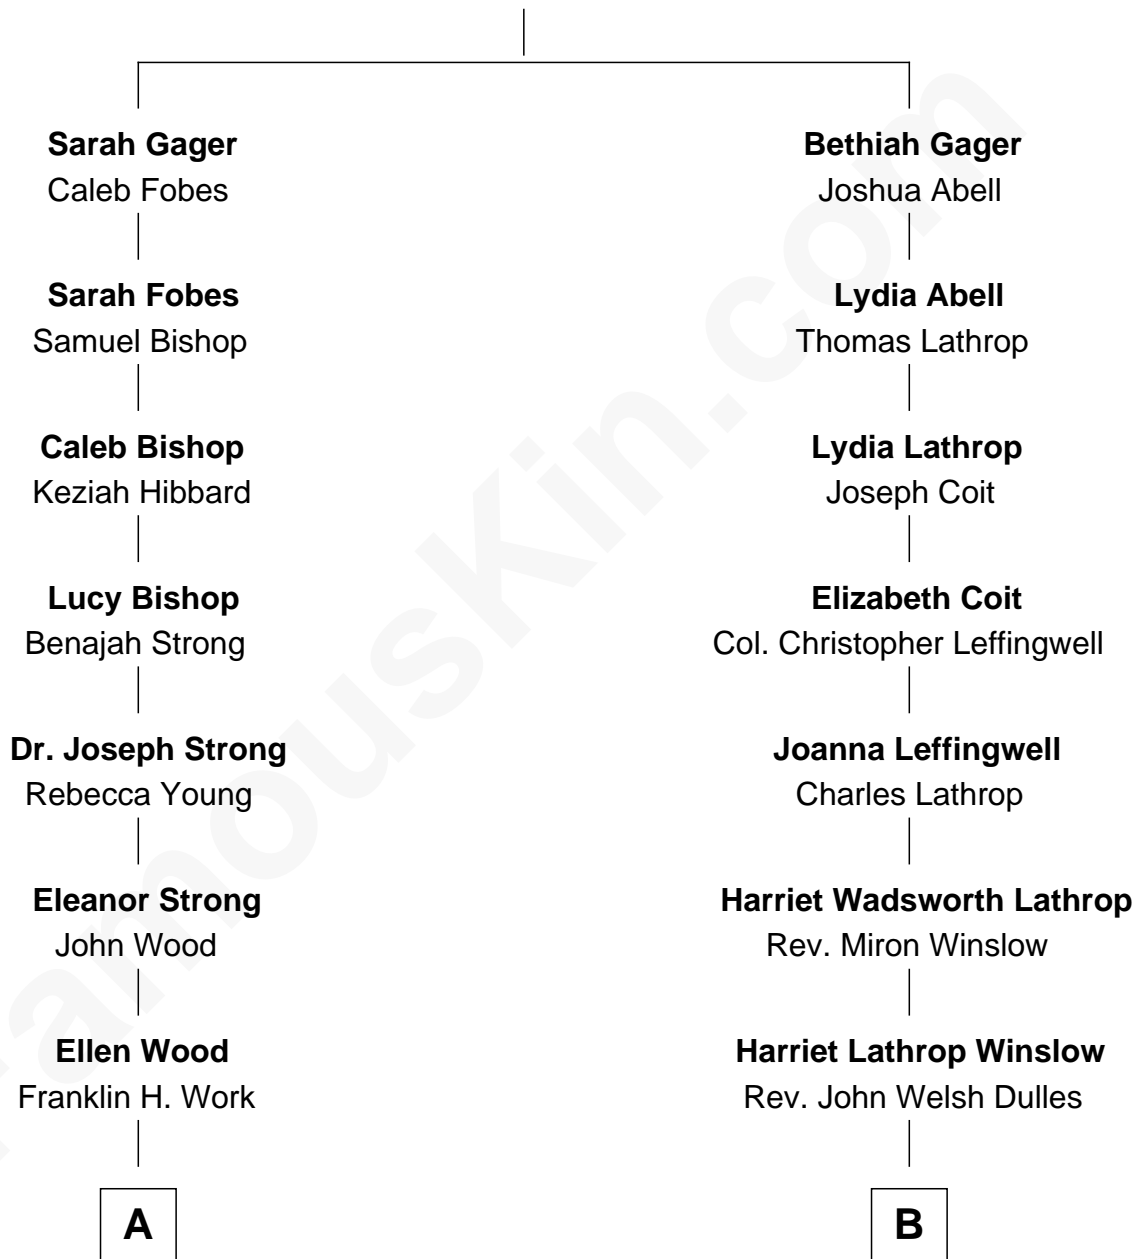 Sarah Gager
Caleb Fobes
Sarah Fobes
Samuel Bishop
Caleb Bishop
Keziah Hibbard
Lucy Bishop
Benajah Strong
Dr. Joseph Strong
Rebecca Young
Eleanor Strong
John Wood
Ellen Wood
Franklin H. Work
A
Bethiah Gager
Joshua Abell
Lydia Abell
Thomas Lathrop
Lydia Lathrop
Joseph Coit
Elizabeth Coit
Col. Christopher Leffingwell
Joanna Leffingwell
Charles Lathrop
Harriet Wadsworth Lathrop
Rev. Miron Winslow
Harriet Lathrop Winslow
Rev. John Welsh Dulles
B
FamousKin.com